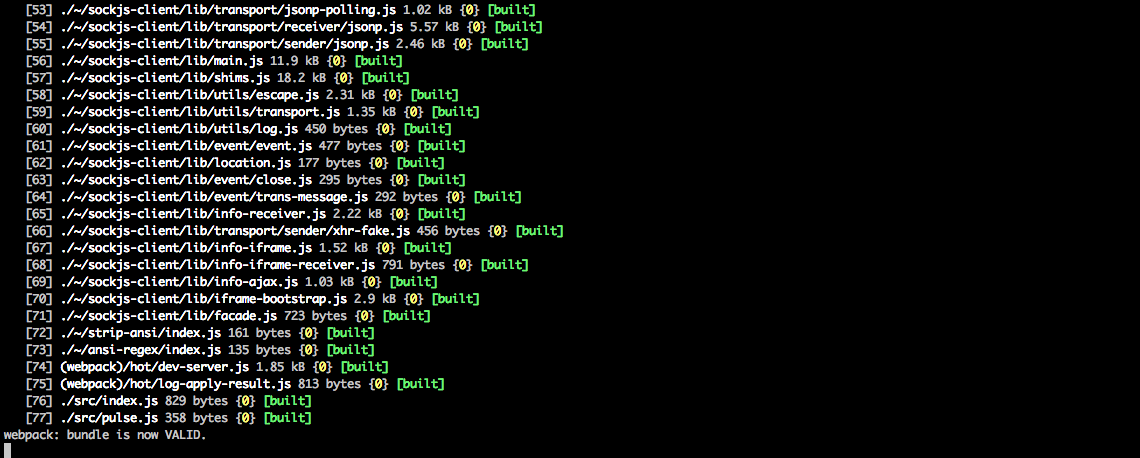 [53] ./~/sockjs-client/lib/transport/jsonp-polling.js 1.02 kB {0} [built]
[54] ./~/sockjs-client/lib/transport/receiver/jsonp.js 5.57 kB {0} [built]
[55] ./~/sockjs-client/lib/transport/sender/jsonp.js 2.46 kB {0} [built]
[56] ./~/sockjs-client/lib/main.js 11.9 kB {0} [built]
[57] ./~/sockjs-client/lib/shims.js 18.2 kB {0} [built]
[58] ./~/sockjs-client/lib/utils/escape.js 2.31 kB {0} [built]
[59] ./~/sockjs-client/lib/utils/transport.js 1.35 kB {0} [built]
[60] ./~/sockjs-client/lib/utils/log.js 450 bytes {0} [built]
[61] ./~/sockjs-client/lib/event/event.js 477 bytes {0} [built]
[62] ./~/sockjs-client/lib/location.js 177 bytes {0} [built]
[63] ./~/sockjs-client/lib/event/close.js 295 bytes {0} [built]
[64] ./~/sockjs-client/lib/event/trans-message.js 292 bytes {0} [built]
[65] ./~/sockjs-client/lib/info-receiver.js 2.22 kB {0} [built]
[66] ./~/sockjs-client/lib/transport/sender/xhr-fake.js 456 bytes {0} [built]
[67] ./~/sockjs-client/lib/info-iframe.js 1.52 kB {0} [built]
[68] ./~/sockjs-client/lib/info-iframe-receiver.js 791 bytes {0} [built]
[69] ./~/sockjs-client/lib/info-ajax.js 1.03 kB {0} [built]
[70] ./~/sockjs-client/lib/iframe-bootstrap.js 2.9 kB {0} [built]
[71] ./~/sockjs-client/lib/facade.js 723 bytes {0} [built]
[72] ./~/strip-ansi/index.js 161 bytes {0} [built]
[73] ./~/ansi-regex/index.js 135 bytes {0} [built]
[74] (webpack)/hot/dev-server.js 1.85 kB {0} [built]
[75] (webpack)/hot/log-apply-result.js 813 bytes {0} [built]
[76] ./src/index.js 829 bytes {0} [built]
[77] ./src/pulse.js 358 bytes {0} [built]
webpack: bundle is now VALID.